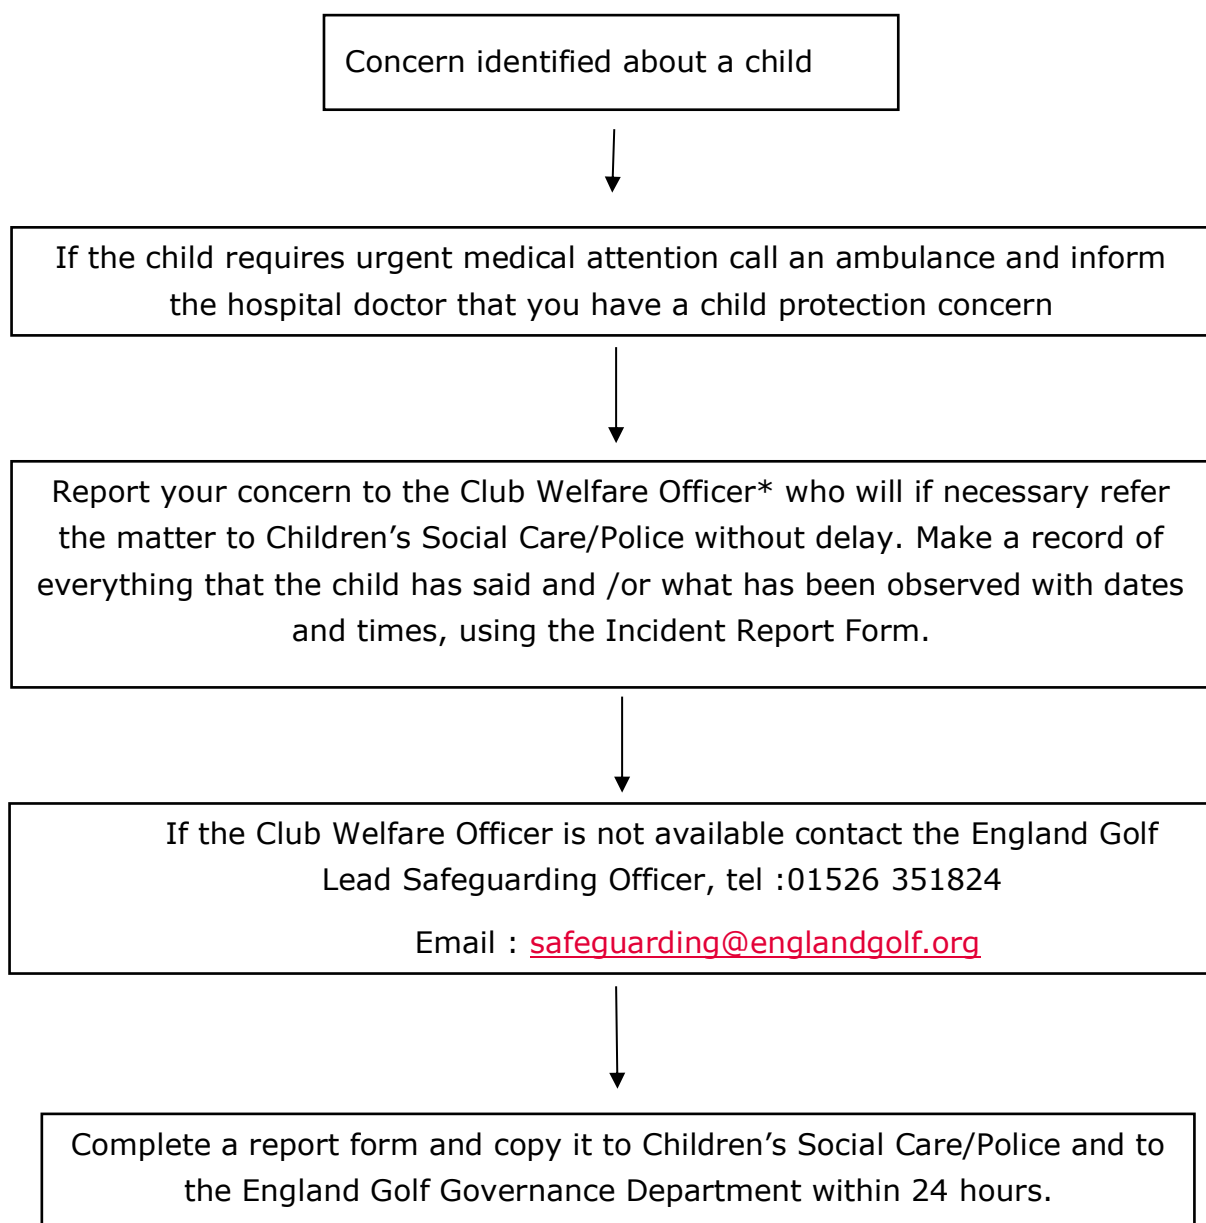 Concern identified about a child
If the child requires urgent medical attention call an ambulance and inform
the hospital doctor that you have a child protection concern
Report your concern to the Club Welfare Officer* who will if necessary refer
the matter to Children’s Social Care/Police without delay. Make a record of
everything that the child has said and /or what has been observed with dates
and times, using the Incident Report Form.
If the Club Welfare Officer is not available contact the England Golf
Lead Safeguarding Officer, tel :01526 351824
Email : safeguarding@englandgolf.org
Complete a report form and copy it to Children’s Social Care/Police and to
the England Golf Governance Department within 24 hours.